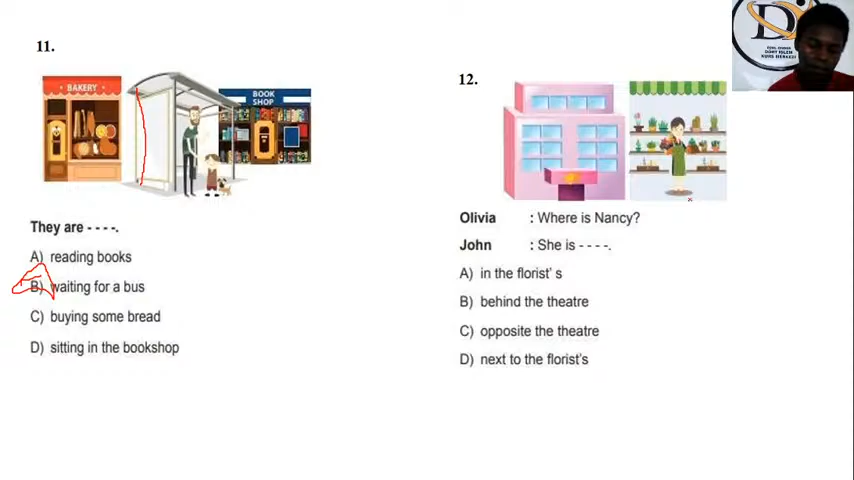 11.
BAKERY
BOOK
SHOP
They are - - - -.
A) reading books
B) waiting for a bus
C) buying some bread
D) sitting in the bookshop
12.
Olivia : Where is Nancy?
John : She is - - - -.
A) in the florist' s
B) behind the theatre
C) opposite the theatre
D) next to the florist's